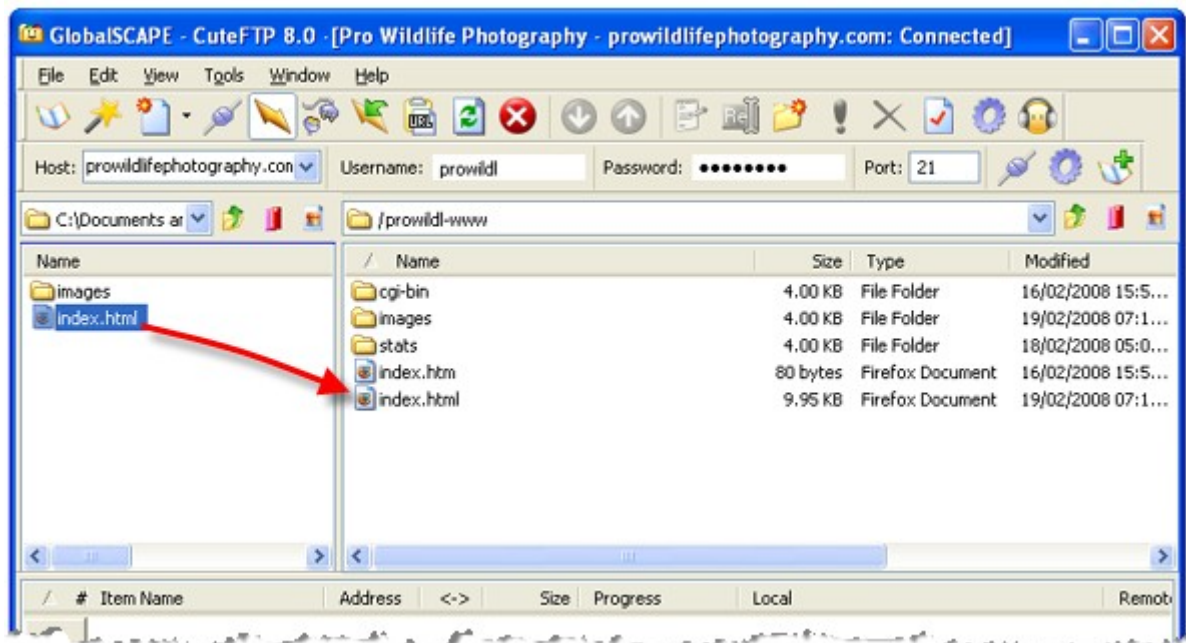 GlobalSCAPE - CuteFTP 8.0 - [Pro Wildlife Photography - prowildlifephotography.com: Connected]
File Edit View Tools Window Help
URL
Host: prowildlifephotography.con Username: prowildl Password: ●●●●●●●● Port: 21
C:\Documents ar /prowildl-www
Name / Name Size Type Modified
images cgi-bin 4.00 KB File Folder 16/02/2008 15:5...
index.html images 4.00 KB File Folder 19/02/2008 07:1...
stats 4.00 KB File Folder 18/02/2008 05:0...
index.htm 80 bytes Firefox Document 16/02/2008 15:5...
index.html 9.95 KB Firefox Document 19/02/2008 07:1...
/ # Item Name Address <-> Size Progress Local Remot